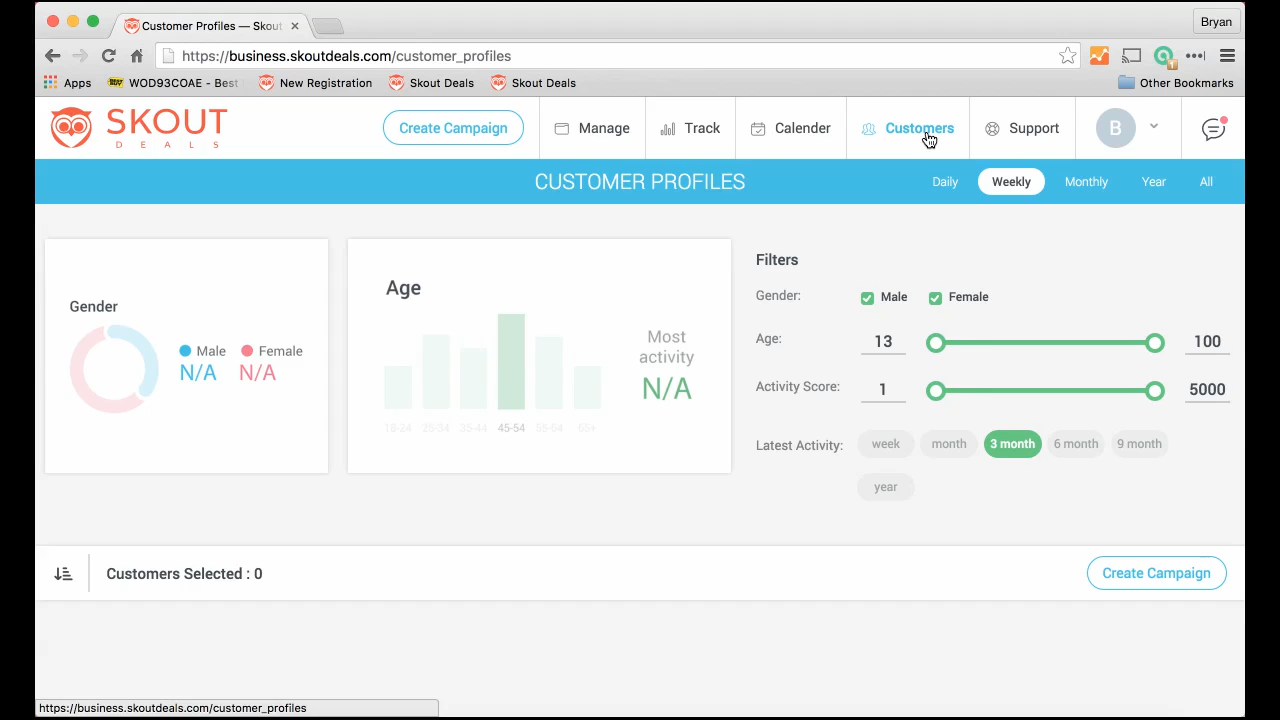 Customer Profiles — Skout
Bryan
https://business.skoutdeals.com/customer_profiles
Apps
WOD93COAE - Best
New Registration
Skout Deals
Skout Deals
Other Bookmarks
SKOUT
DEALS
Create Campaign
Manage
Track
Calender
Customers
Support
B
CUSTOMER PROFILES
Daily
Weekly
Monthly
Year
All
Gender
Male
Female
N/A
N/A
Age
Most
activity
N/A
18-24
25-34
35-44
45-54
55-64
65+
Filters
Gender:
Male
Female
Age:
13
100
Activity Score:
1
5000
Latest Activity:
week
month
3 month
6 month
9 month
year
Customers Selected : 0
Create Campaign
https://business.skoutdeals.com/customer_profiles